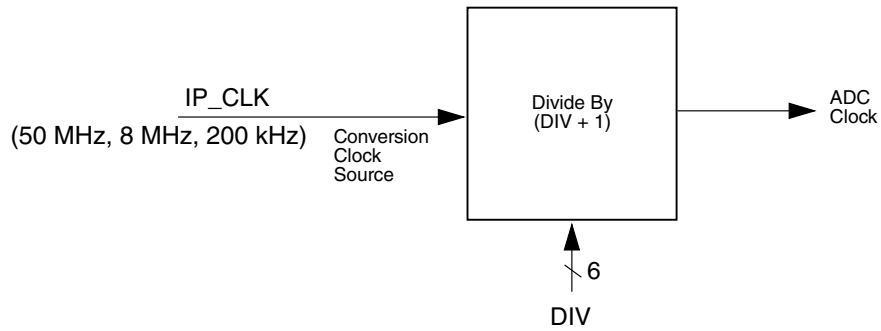 IP_CLK
(50 MHz, 8 MHz, 200 kHz)
Conversion
Clock
Source
Divide By
(DIV + 1)
ADC
Clock
6
DIV